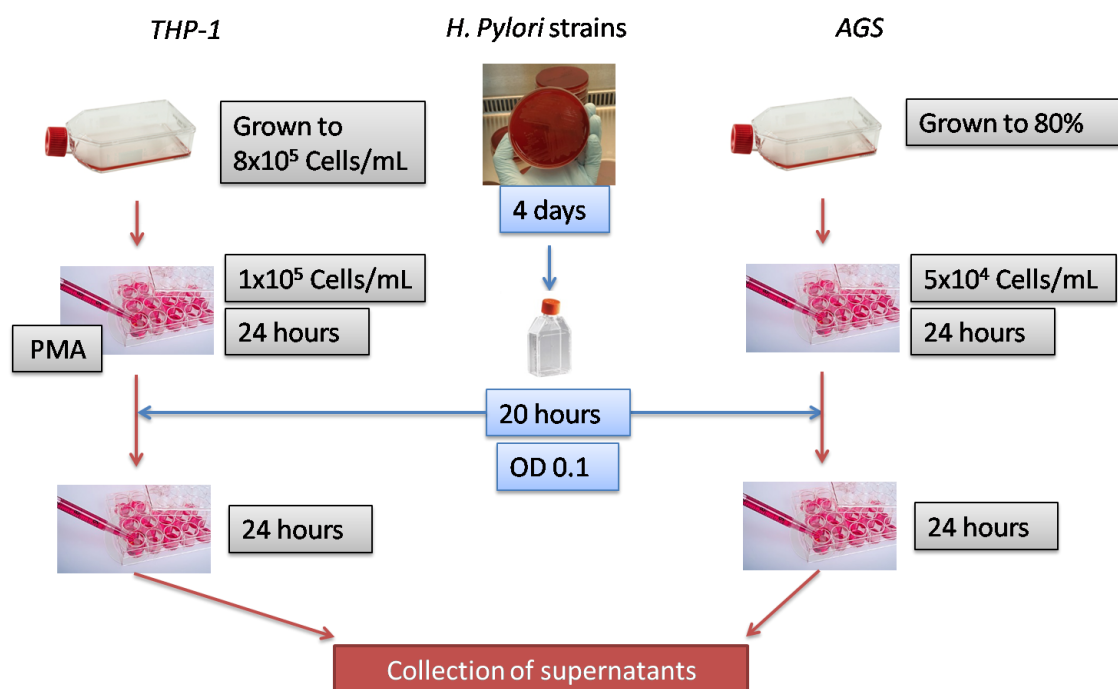 THP-1
H. Pylori strains
AGS
Grown to
8x10⁵ Cells/mL
4 days
Grown to 80%
1x10⁵ Cells/mL
24 hours
PMA
5x10⁴ Cells/mL
24 hours
20 hours
OD 0.1
24 hours
24 hours
Collection of supernatants